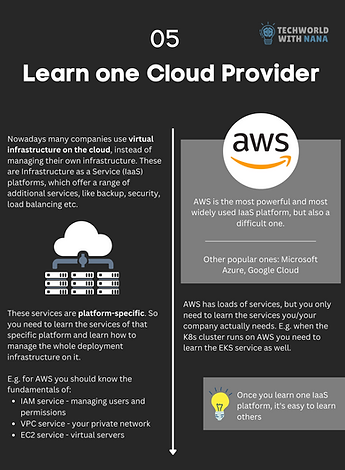 05
TECHWORLD
WITH NANA
Learn one Cloud Provider
Nowadays many companies use virtual
infrastructure on the cloud, instead of
managing their own infrastructure. These
are Infrastructure as a Service (IaaS)
platforms, which offer a range of
additional services, like backup, security,
load balancing etc.
These services are platform-specific. So
you need to learn the services of that
specific platform and learn how to
manage the whole deployment
infrastructure on it.
E.g. for AWS you should know the
fundamentals of:
• IAM service - managing users and
permissions
• VPC service - your private network
• EC2 service - virtual servers
aws
AWS is the most powerful and most
widely used IaaS platform, but also a
difficult one.
Other popular ones: Microsoft
Azure, Google Cloud
AWS has loads of services, but you only
need to learn the services you/your
company actually needs. E.g. when the
K8s cluster runs on AWS you need to
learn the EKS service as well.
Once you learn one IaaS
platform, it's easy to learn
others